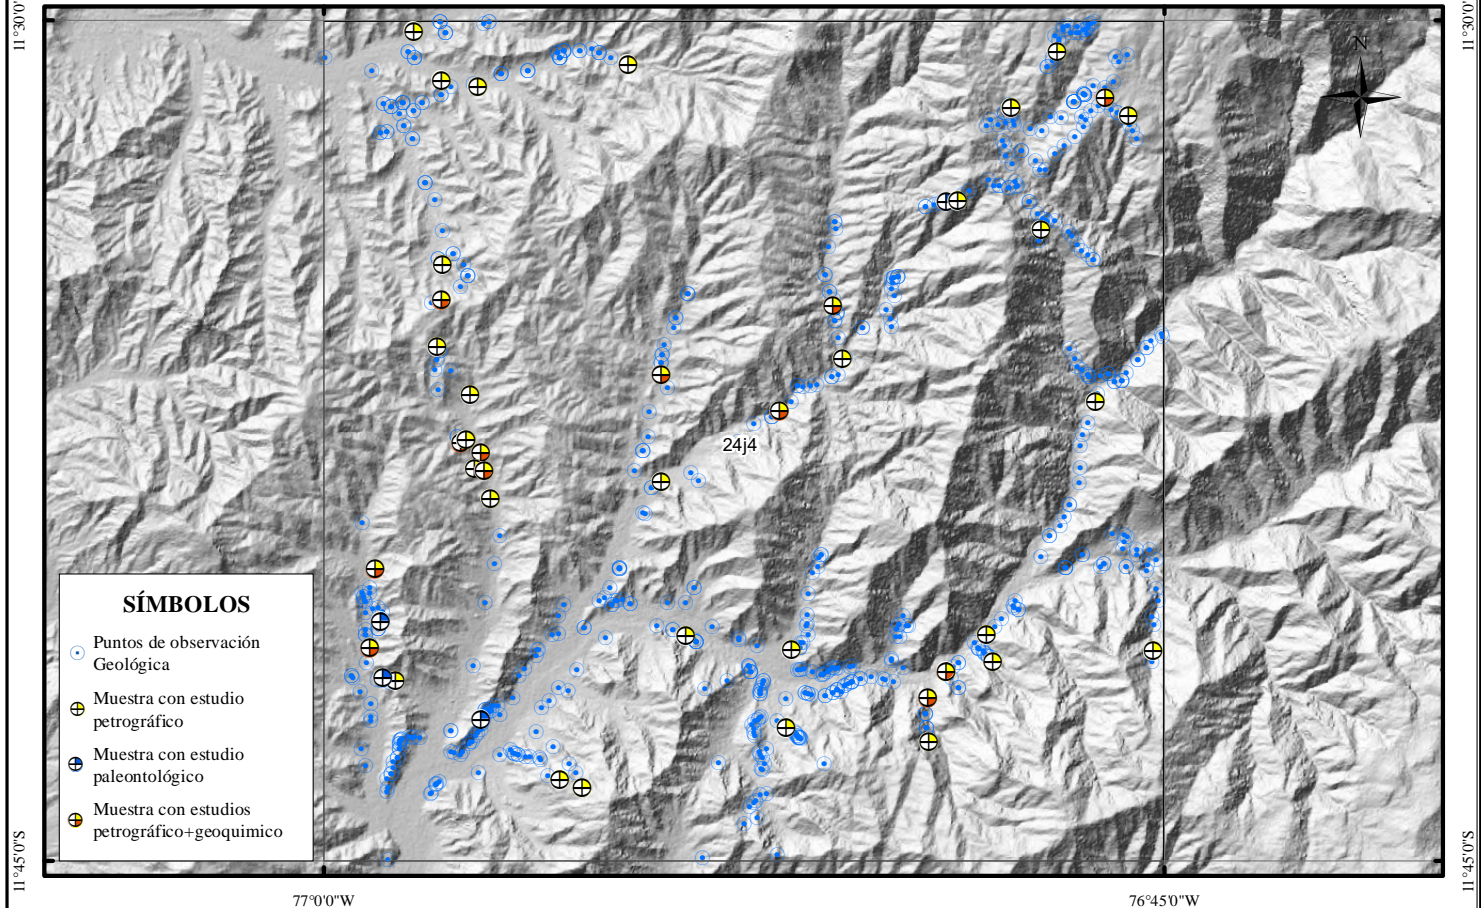 11°30'0"
11°30'0"
N
24j4
SÍMBOLOS
Puntos de observación
Geológica
Muestra con estudio
petrográfico
Muestra con estudio
paleontológico
Muestra con estudios
petrográfico+geoquimico
11°45'0"S
11°45'0"S
77°0'0"W
76°45'0"W